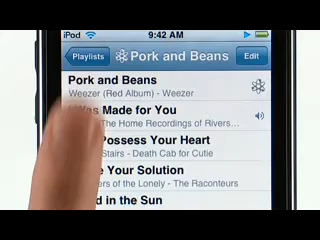 iPod 9:42 AM
Playlists Pork and Beans Edit
Pork and Beans
Weezer (Red Album) - Weezer
Was Made for You
The Home Recordings of Rivers...
Possess Your Heart
Stairs - Death Cab for Cutie
Your Solution
of the Lonely - The Raconteurs
in the Sun